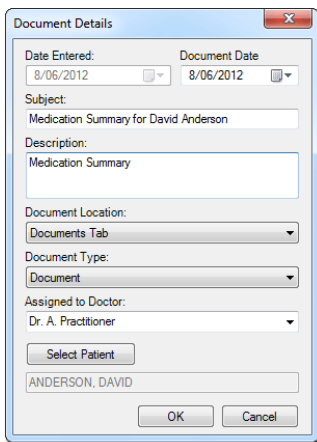 Document Details
Date Entered: Document Date
8/06/2012 8/06/2012
Subject:
Medication Summary for David Anderson
Description:
Medication Summary
Document Location:
Documents Tab
Document Type:
Document
Assigned to Doctor:
Dr. A. Practitioner
Select Patient
ANDERSON, DAVID
OK Cancel